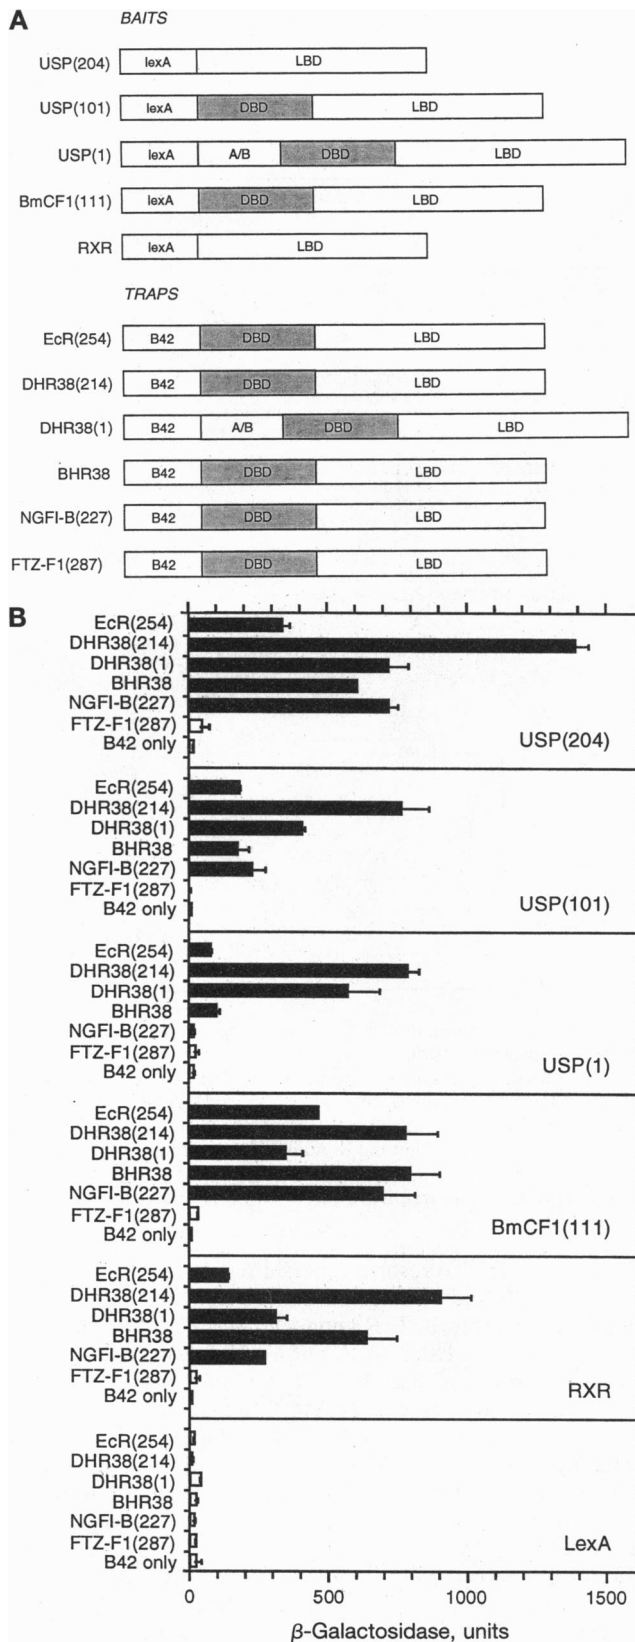 A
BAITS
USP(204) lexA LBD
USP(101) lexA DBD LBD
USP(1) lexA A/B DBD LBD
BmCF1(111) lexA DBD LBD
RXR lexA LBD
TRAPS
EcR(254) B42 DBD LBD
DHR38(214) B42 DBD LBD
DHR38(1) B42 A/B DBD LBD
BHR38 B42 DBD LBD
NGFI-B(227) B42 DBD LBD
FTZ-F1(287) B42 DBD LBD
B
EcR(254)
DHR38(214)
DHR38(1)
BHR38
NGFI-B(227)
FTZ-F1(287)
B42 only
USP(204)
EcR(254)
DHR38(214)
DHR38(1)
BHR38
NGFI-B(227)
FTZ-F1(287)
B42 only
USP(101)
EcR(254)
DHR38(214)
DHR38(1)
BHR38
NGFI-B(227)
FTZ-F1(287)
B42 only
USP(1)
EcR(254)
DHR38(214)
DHR38(1)
BHR38
NGFI-B(227)
FTZ-F1(287)
B42 only
BmCF1(111)
EcR(254)
DHR38(214)
DHR38(1)
BHR38
NGFI-B(227)
FTZ-F1(287)
B42 only
RXR
EcR(254)
DHR38(214)
DHR38(1)
BHR38
NGFI-B(227)
FTZ-F1(287)
B42 only
LexA
0 500 1000 1500
β-Galactosidase, units